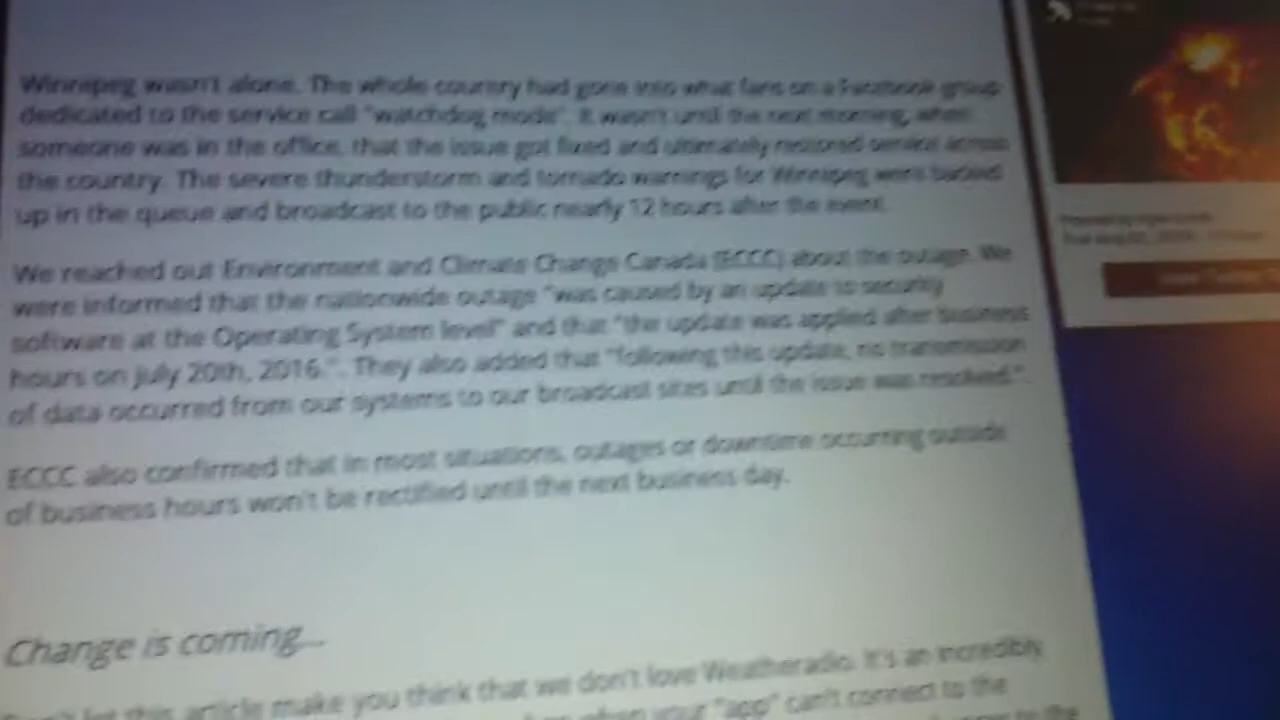 Winnipeg wasn't alone. The whole country had gone into what fans on a Facebook group
dedicated to the service call "watchdog mode". It wasn't until the next morning, when
someone was in the office, that the issue got fixed and ultimately restored service across
the country. The severe thunderstorm and tornado warnings for Winnipeg were backed
up in the queue and broadcast to the public nearly 12 hours after the event.
We reached out Environment and Climate Change Canada (ECCC) about the outage. We
were informed that the nationwide outage "was caused by an update to security
software at the Operating System level" and that "the update was applied after business
hours on July 20th, 2016.". They also added that "following this update, no transmission
of data occurred from our systems to our broadcast sites until the issue was resolved.".
ECCC also confirmed that in most situations, outages or downtime occurring outside
of business hours won't be rectified until the next business day.
Change is coming...
Don't let this article make you think that we don't love Weatheradio. It's an incredibly
when your "app" can't connect to the
to the